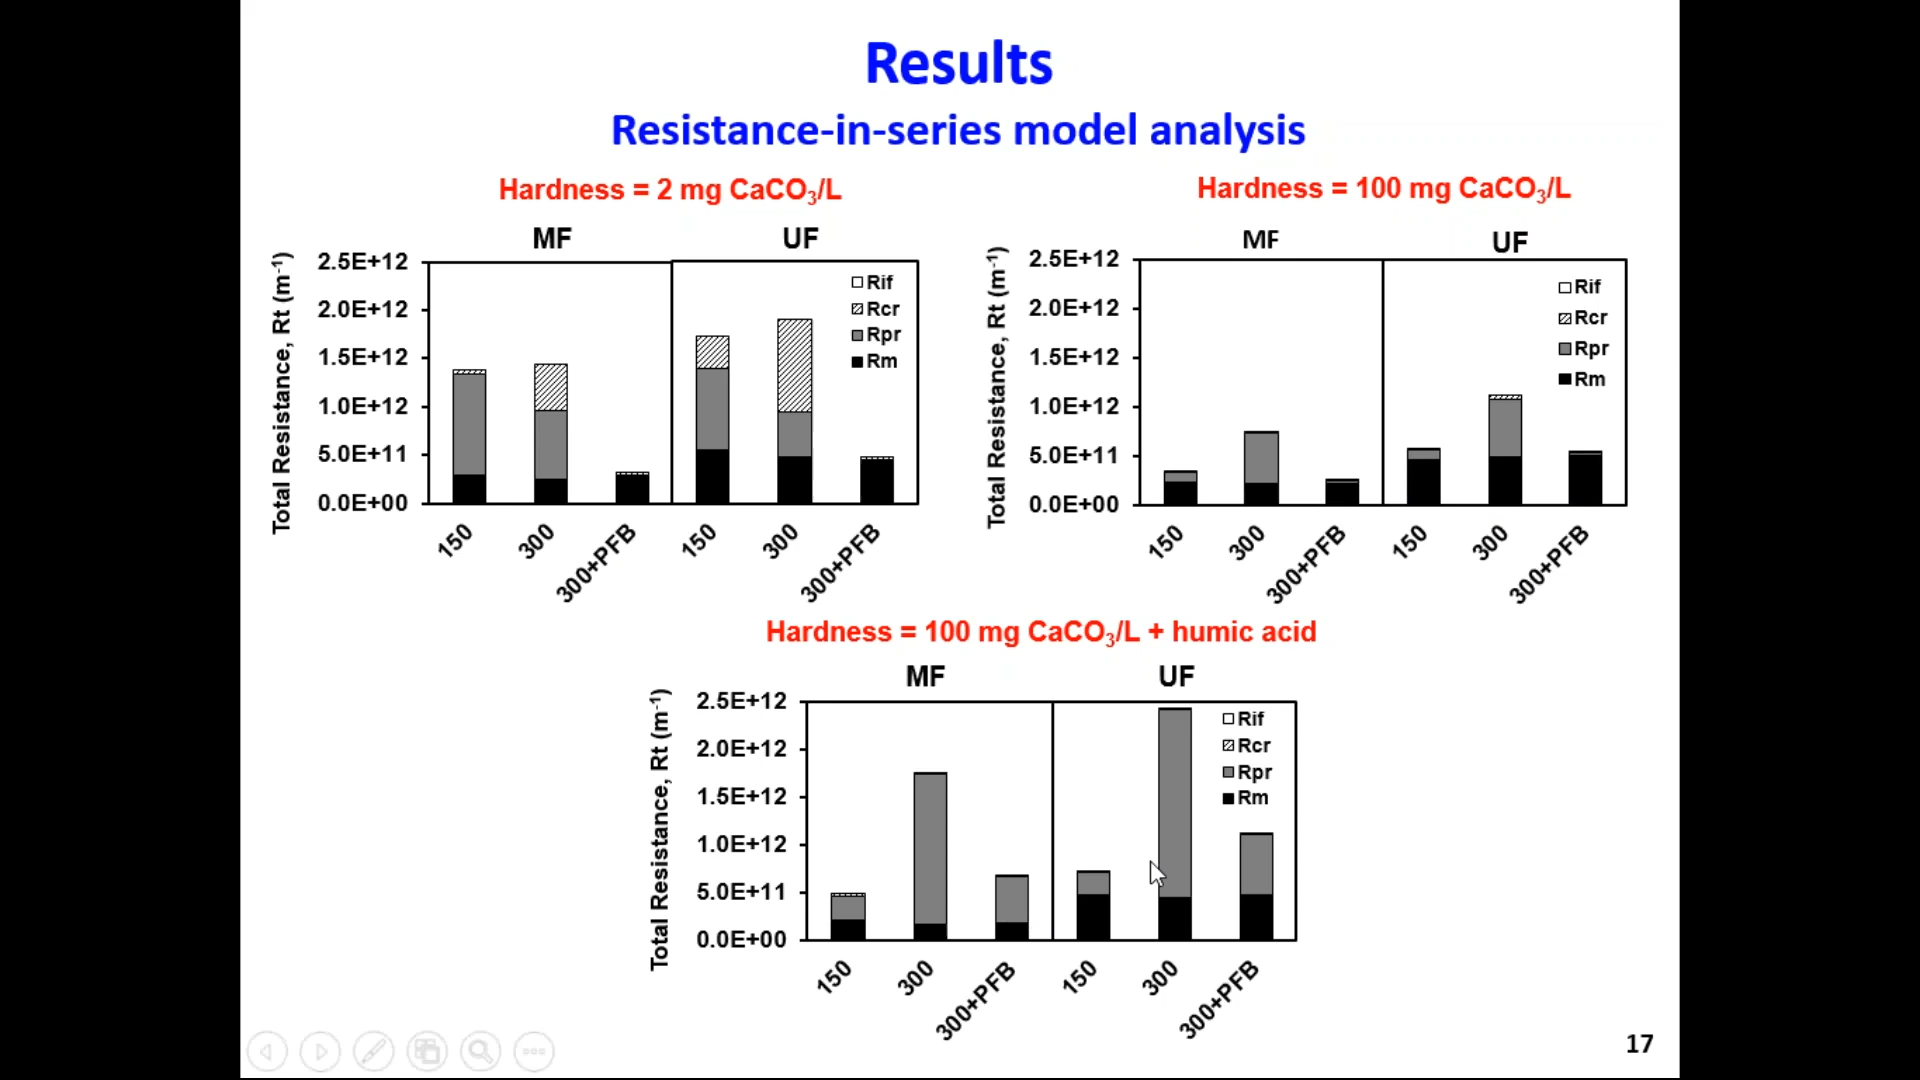 Results
Resistance-in-series model analysis
Hardness = 2 mg CaCO3/L
MF
UF
Total Resistance, Rt (m-1)
2.5E+12
2.0E+12
1.5E+12
1.0E+12
5.0E+11
0.0E+00
Rif
Rcr
Rpr
Rm
150
300
300+PFB
150
300
300+PFB
Hardness = 100 mg CaCO3/L
MF
UF
Total Resistance, Rt (m-1)
2.5E+12
2.0E+12
1.5E+12
1.0E+12
5.0E+11
0.0E+00
Rif
Rcr
Rpr
Rm
150
300
300+PFB
150
300
300+PFB
Hardness = 100 mg CaCO3/L + humic acid
MF
UF
Total Resistance, Rt (m-1)
2.5E+12
2.0E+12
1.5E+12
1.0E+12
5.0E+11
0.0E+00
Rif
Rcr
Rpr
Rm
150
300
300+PFB
150
300
300+PFB
17